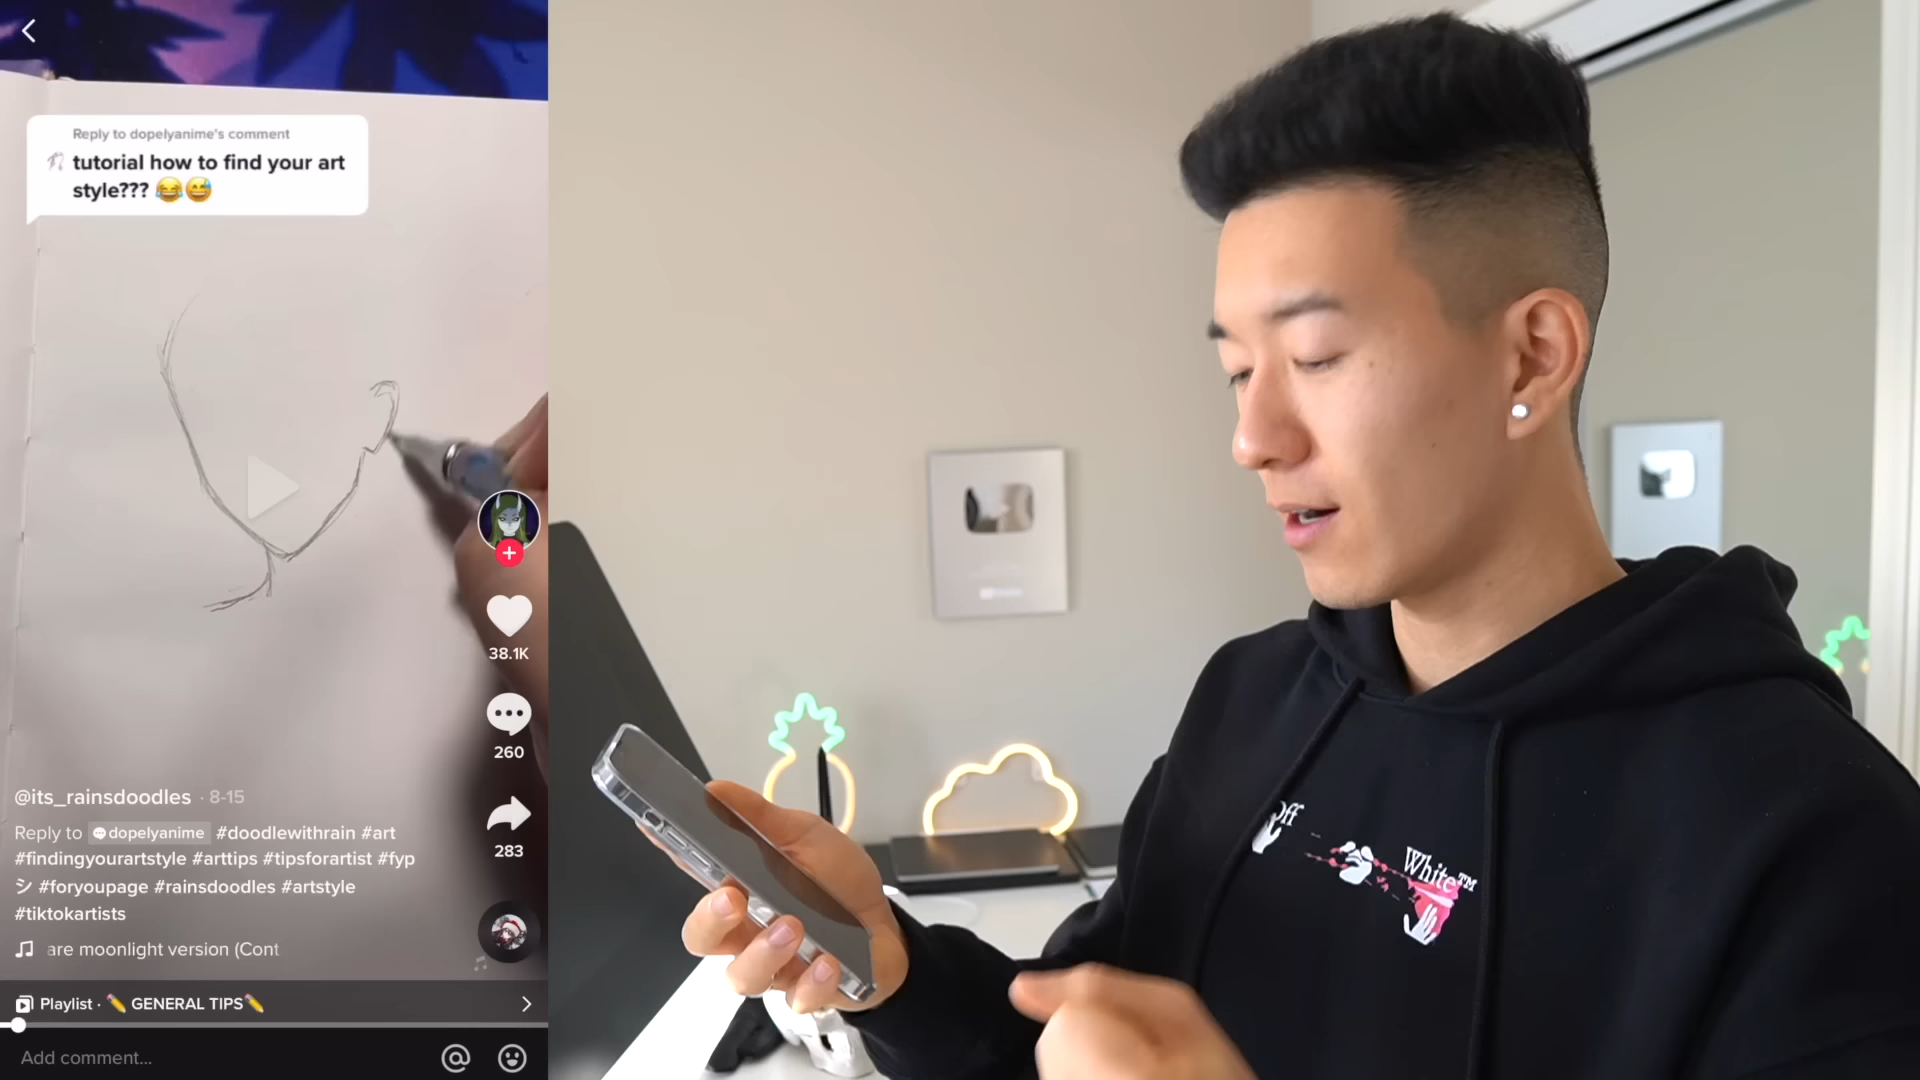 Reply to dopelyanime's comment
tutorial how to find your art
style??? 😂😅
38.1K
260
283
@its_rainsdoodles · 8-15
Reply to dopelyanime #doodlewithrain #art
#findingyourartstyle #arttips #tipsforartist #fyp
シ #foryoupage #rainsdoodles #artstyle
#tiktokartists
are moonlight version (Cont
Playlist · ✏️ GENERAL TIPS✏️
Add comment...
Off
White™